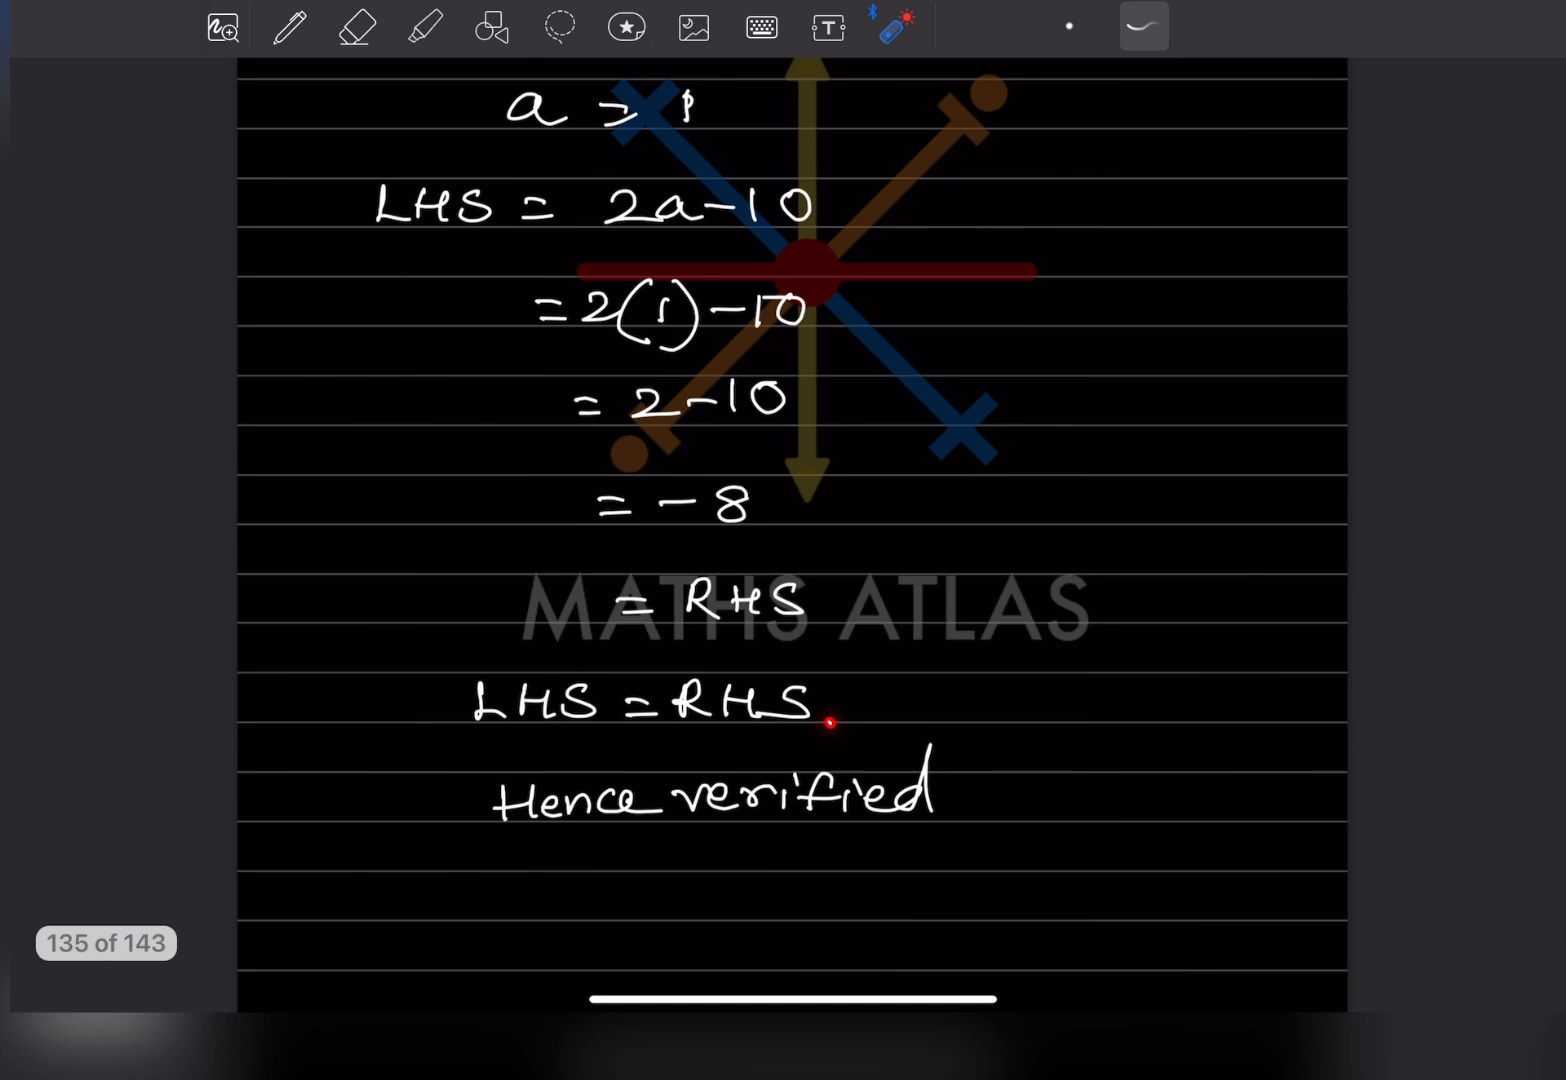 a = 1
LHS = 2a-10
= 2(1)-10
= 2-10
= -8
= RHS
MATHS ATLAS
LHS = RHS
Hence verified
135 of 143